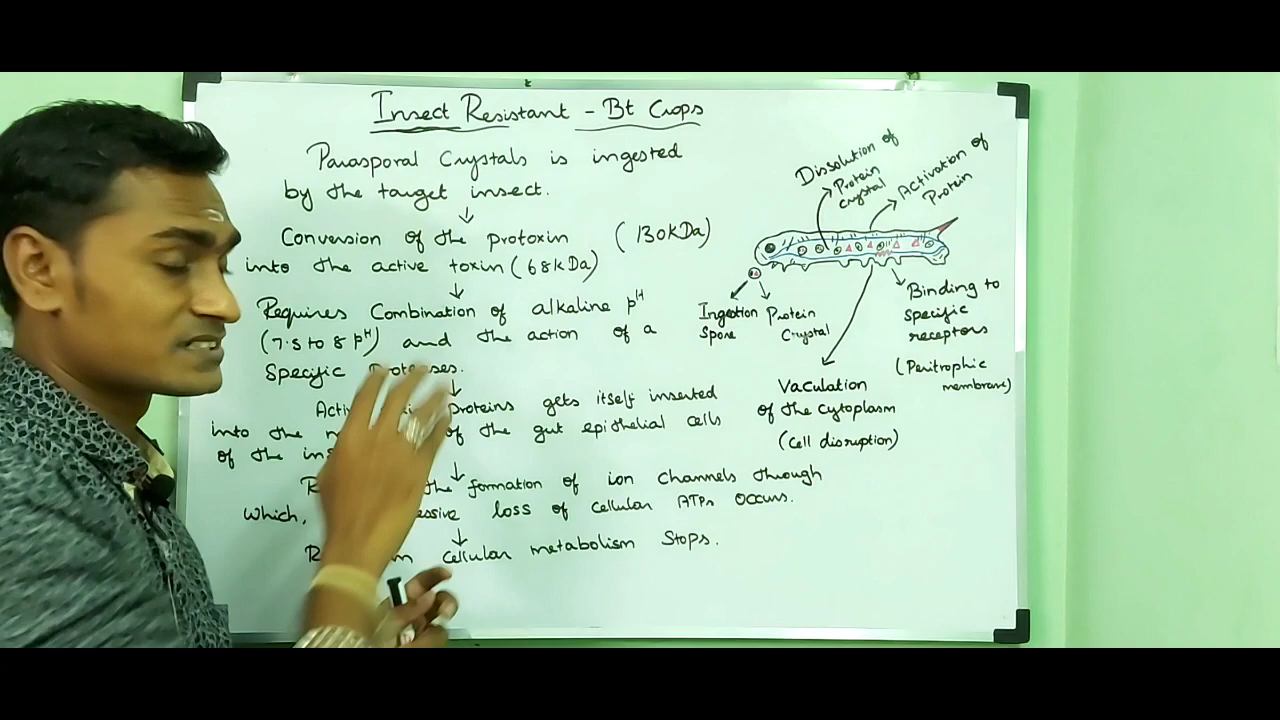 Insect Resistant - Bt Crops
Parasporal Crystals is ingested
by the target insect.
Conversion of the protoxin (130kDa)
into the active toxin (68kDa)
Requires Combination of alkaline pH
(7.5 to 8 pH) and the action of a
Specific Proteases.
Proteins gets itself inserted
into the of the gut epithelial cells
of the
the formation of ion channels through
which, loss of cellular ATPs occurs.
cellular metabolism stops.
Dissolution of
Protein
crystal
Activation of
Protein
Ingestion
Spore
Protein
Crystal
Binding to
specific
receptors
(Peritrophic
membrane)
Vaculation
of the cytoplasm
(cell disruption)